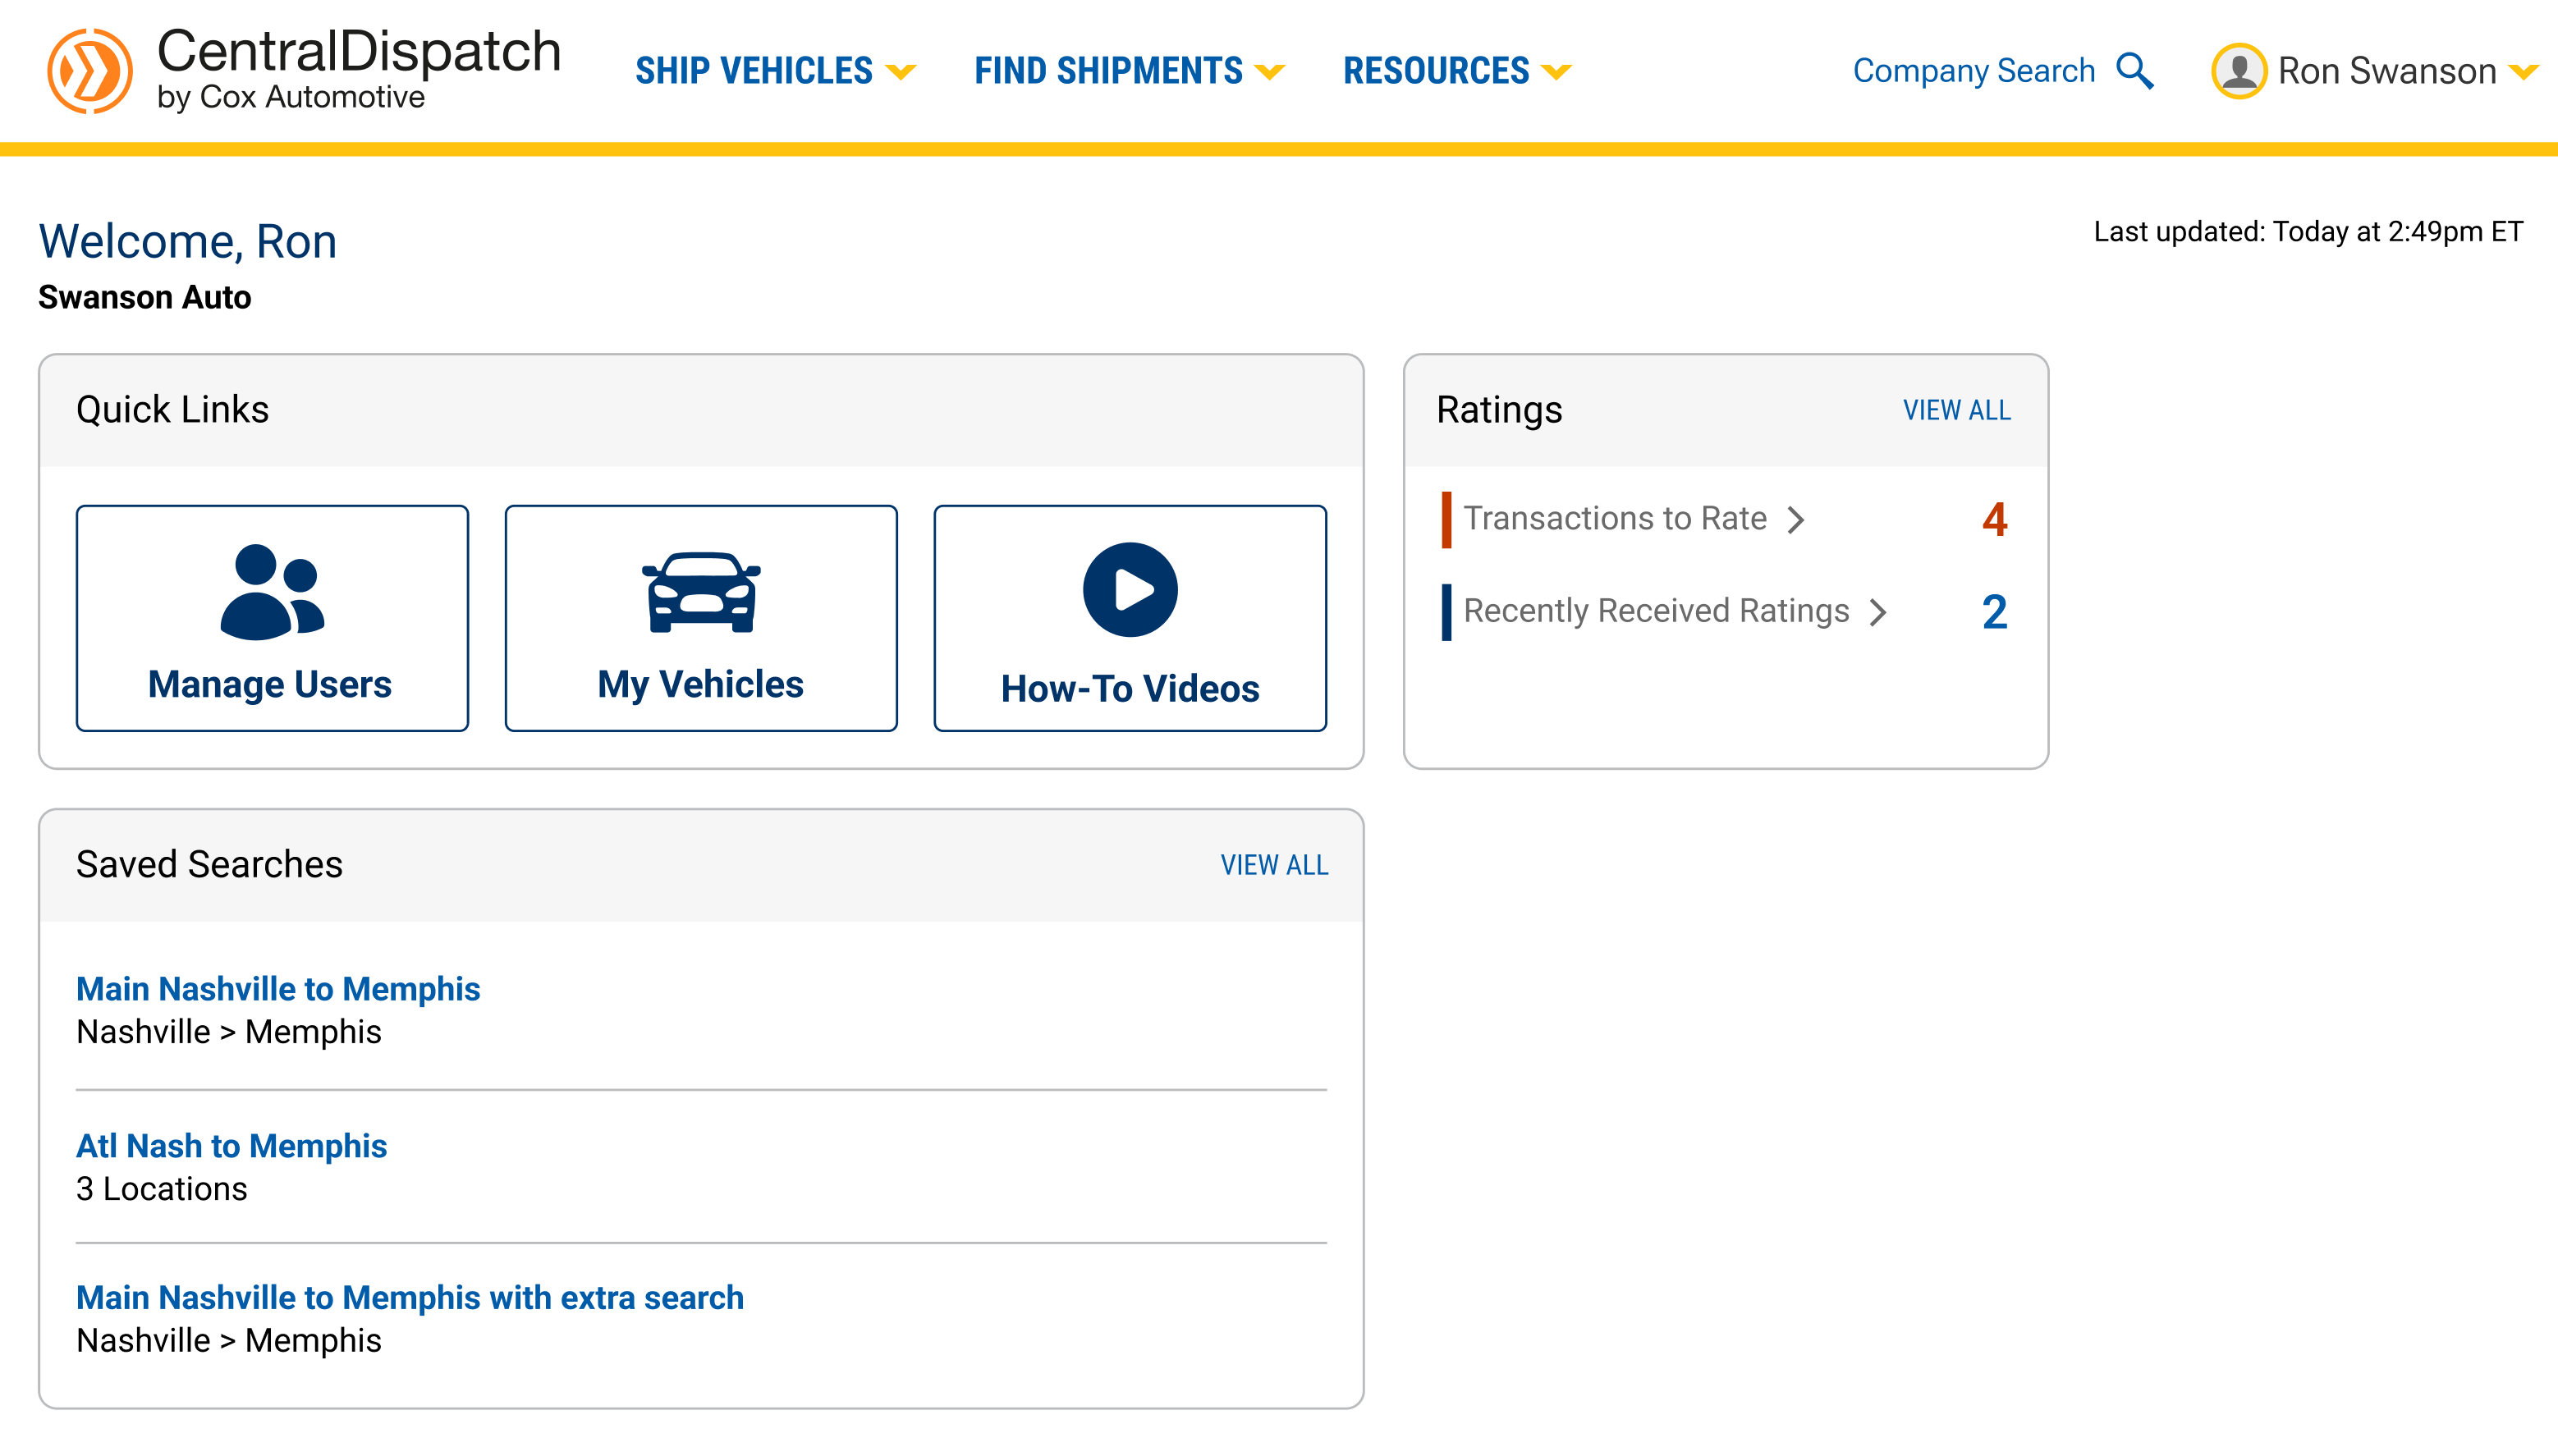 CentralDispatch
by Cox Automotive
SHIP VEHICLES
FIND SHIPMENTS
RESOURCES
Company Search
Ron Swanson
Welcome, Ron
Swanson Auto
Last updated: Today at 2:49pm ET
Quick Links
Manage Users
My Vehicles
How-To Videos
Ratings
VIEW ALL
Transactions to Rate
4
Recently Received Ratings
2
Saved Searches
VIEW ALL
Main Nashville to Memphis
Nashville > Memphis
Atl Nash to Memphis
3 Locations
Main Nashville to Memphis with extra search
Nashville > Memphis